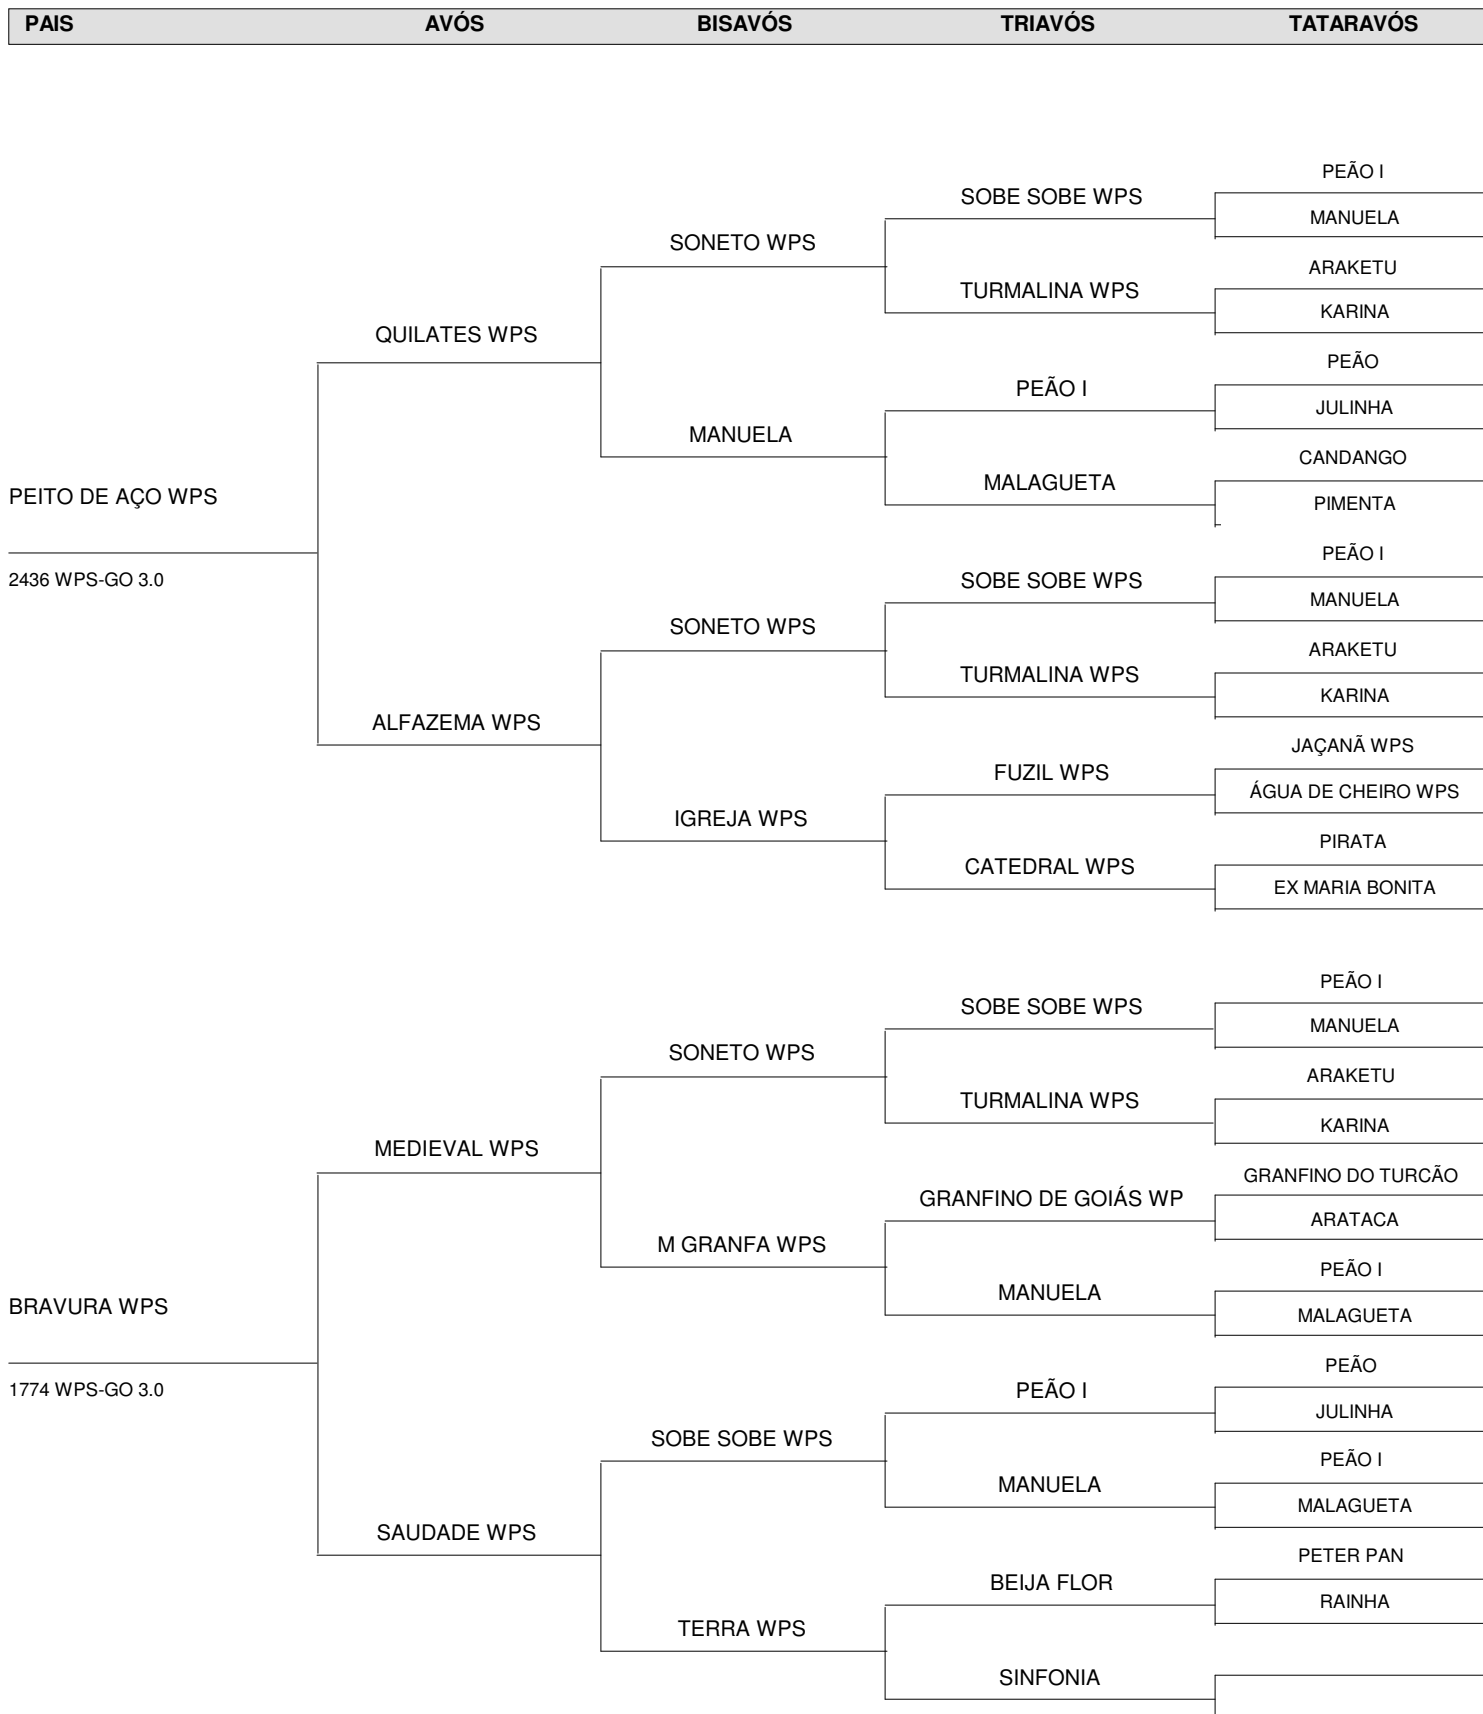 PAIS AVÓS BISAVÓS TRIAVÓS TATARAVÓS
PEÃO I
SOBE SOBE WPS
MANUELA
SONETO WPS
ARAKETU
TURMALINA WPS
KARINA
QUILATES WPS
PEÃO
PEÃO I
JULINHA
MANUELA
CANDANGO
MALAGUETA
PEITO DE AÇO WPS
PIMENTA
PEÃO I
2436 WPS-GO 3.0
SOBE SOBE WPS
MANUELA
SONETO WPS
ARAKETU
TURMALINA WPS
KARINA
ALFAZEMA WPS
JAÇANÃ WPS
FUZIL WPS
ÁGUA DE CHEIRO WPS
IGREJA WPS
PIRATA
CATEDRAL WPS
EX MARIA BONITA
PEÃO I
SOBE SOBE WPS
MANUELA
SONETO WPS
ARAKETU
TURMALINA WPS
KARINA
MEDIEVAL WPS
GRANFINO DO TURCÃO
GRANFINO DE GOIÁS WP
ARATACA
M GRANFA WPS
PEÃO I
MANUELA
BRAVURA WPS
MALAGUETA
PEÃO
1774 WPS-GO 3.0
PEÃO I
JULINHA
SOBE SOBE WPS
PEÃO I
MANUELA
MALAGUETA
SAUDADE WPS
PETER PAN
BEIJA FLOR
RAINHA
TERRA WPS
SINFONIA